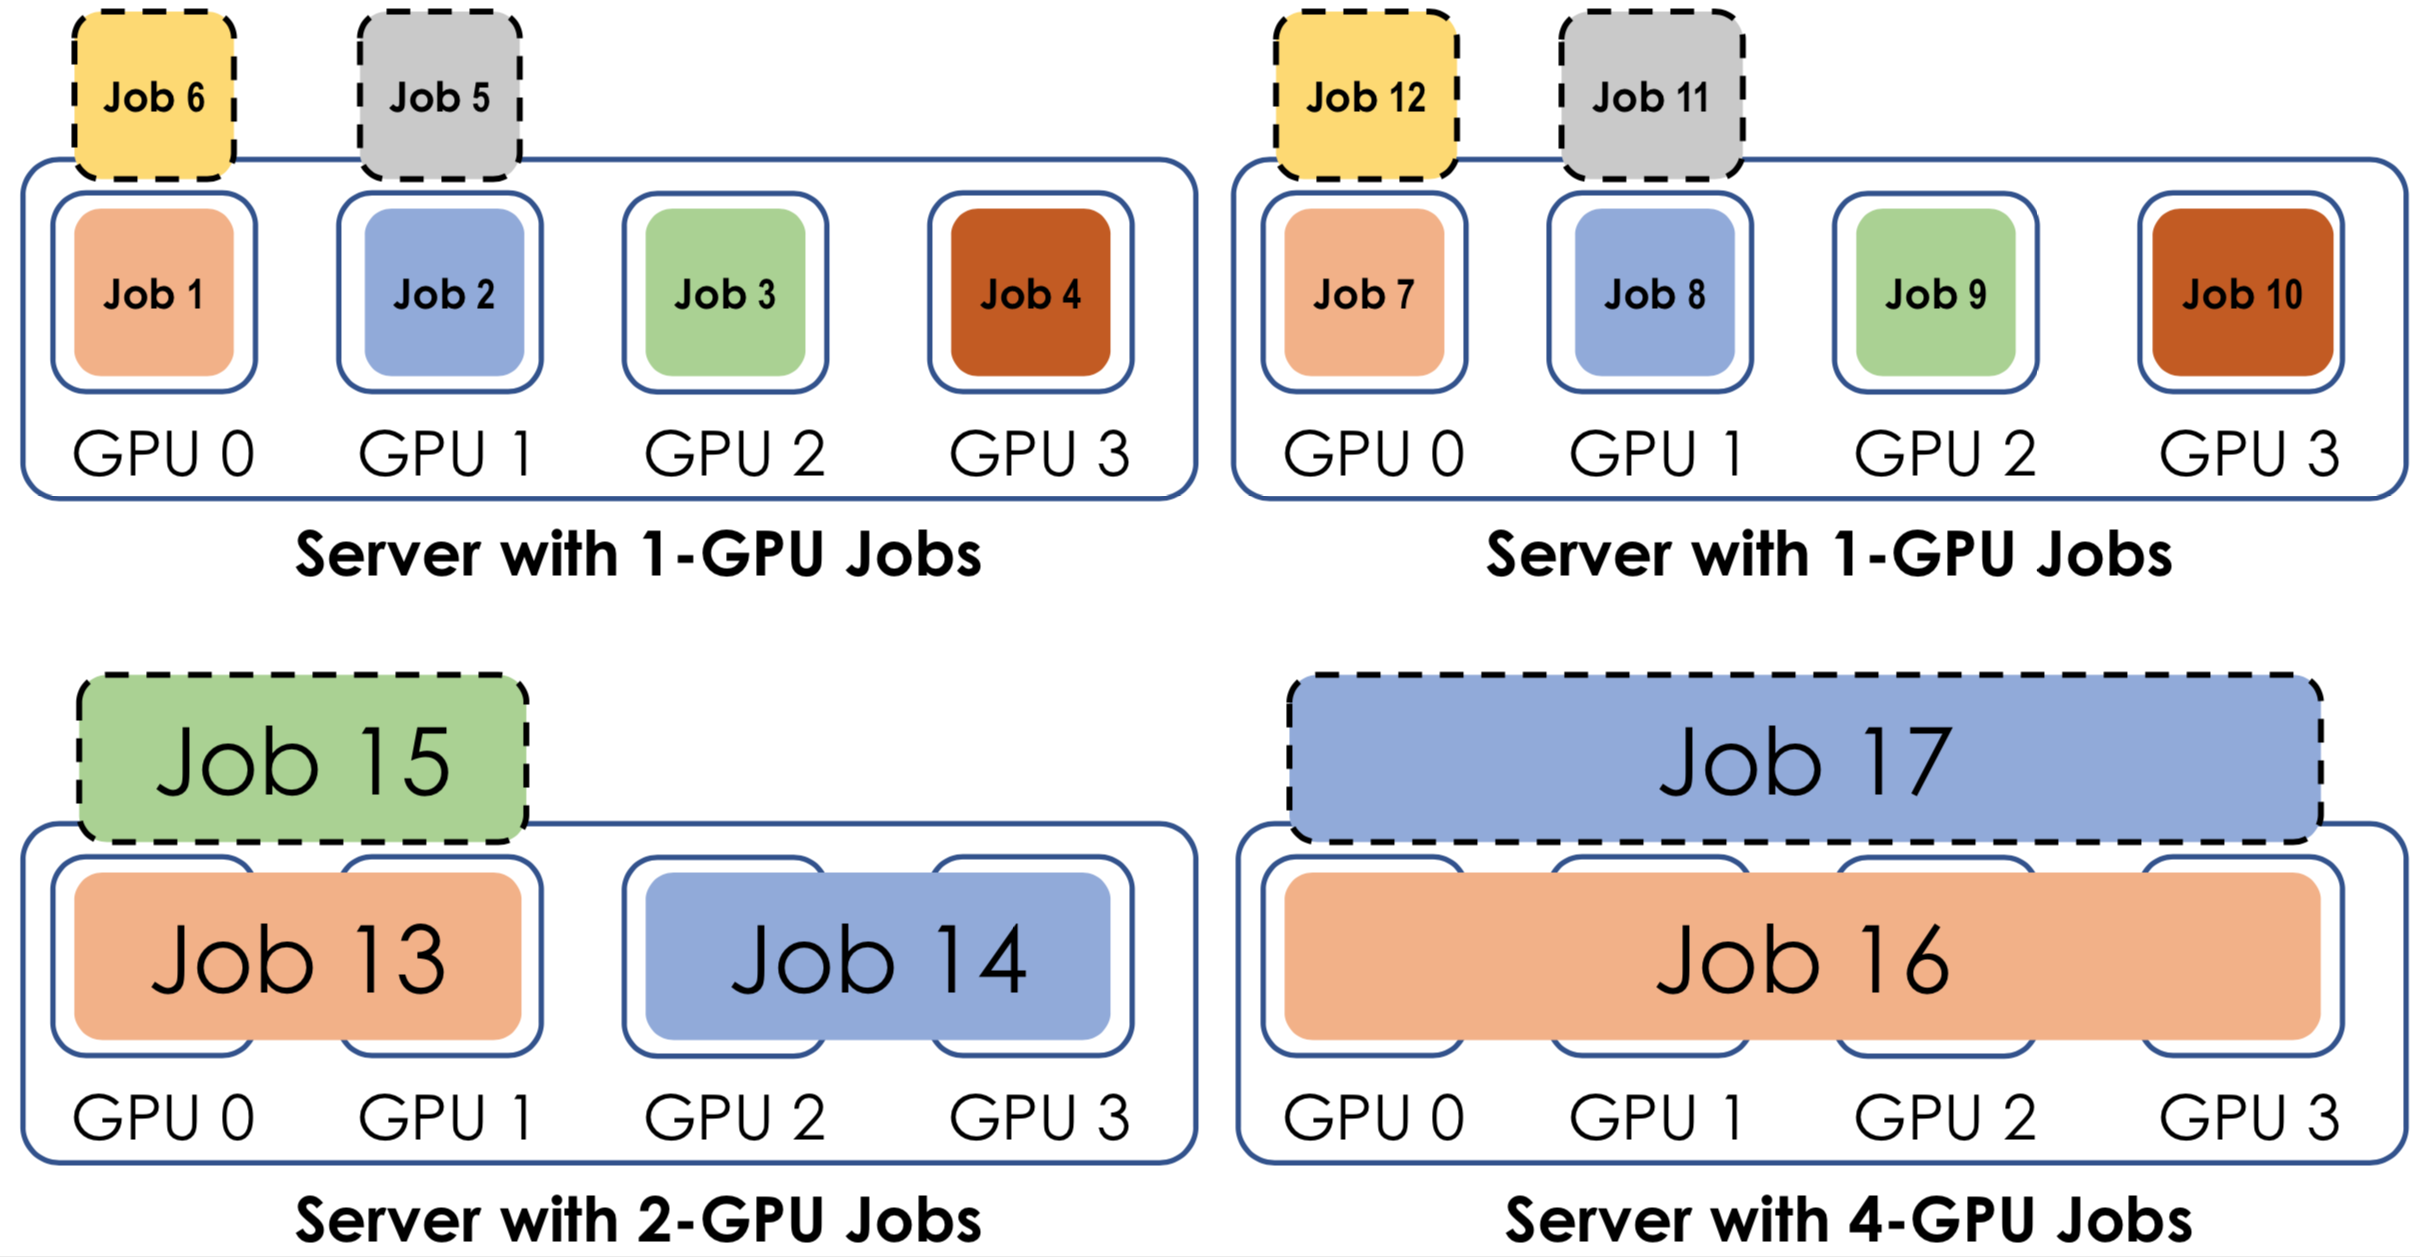 Job 6
Job 5
Job 1
Job 2
Job 3
Job 4
GPU 0
GPU 1
GPU 2
GPU 3
Server with 1-GPU Jobs
Job 12
Job 11
Job 7
Job 8
Job 9
Job 10
GPU 0
GPU 1
GPU 2
GPU 3
Server with 1-GPU Jobs
Job 15
Job 13
Job 14
GPU 0
GPU 1
GPU 2
GPU 3
Server with 2-GPU Jobs
Job 17
Job 16
GPU 0
GPU 1
GPU 2
GPU 3
Server with 4-GPU Jobs